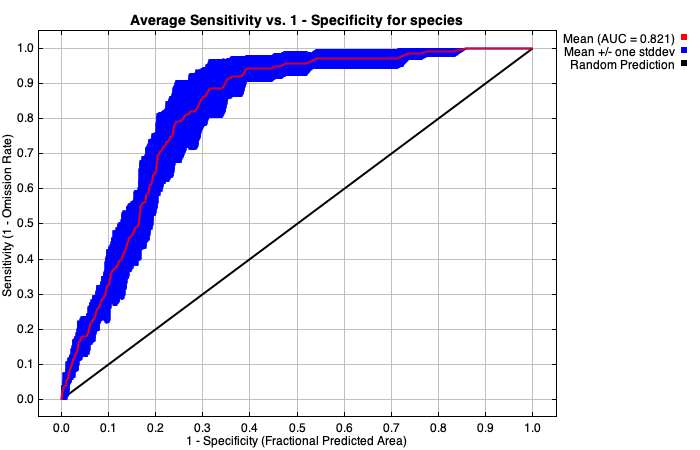 Average Sensitivity vs. 1 - Specificity for species
Mean (AUC = 0.821)
Mean +/- one stddev
Random Prediction
Sensitivity (1 - Omission Rate)
1.0
0.9
0.8
0.7
0.6
0.5
0.4
0.3
0.2
0.1
0.0
0.0 0.1 0.2 0.3 0.4 0.5 0.6 0.7 0.8 0.9 1.0
1 - Specificity (Fractional Predicted Area)